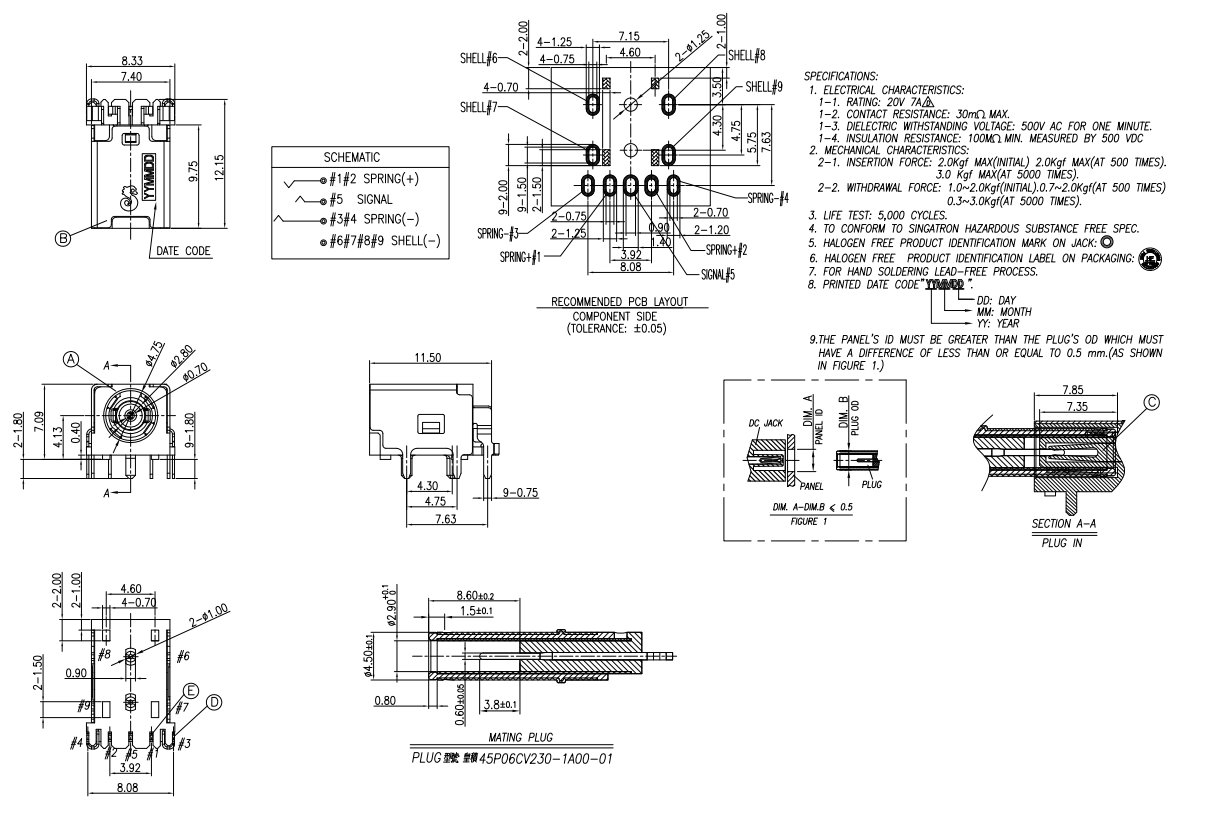 8.33
7.40
9.75
12.15
YYMMDD
B
DATE CODE
SCHEMATIC
#1#2 SPRING(+)
#5 SIGNAL
#3#4 SPRING(-)
#6#7#8#9 SHELL(-)
2-2.00
4-1.25
4-0.75
4-0.70
7.15
4.60
2-ø1.25
2-1.00
SHELL#6
SHELL#7
SHELL#8
SHELL#9
3.50
4.30
4.75
5.75
7.63
9-2.00
9-1.50
2-1.50
2-0.75
2-1.25
SPRING-#3
SPRING+#1
SPRING-#4
SPRING+#2
SIGNAL#5
2-0.70
0.90
2-1.20
1.40
3.92
8.08
RECOMMENDED PCB LAYOUT
COMPONENT SIDE
(TOLERANCE: ±0.05)
SPECIFICATIONS:
1. ELECTRICAL CHARACTERISTICS:
1-1. RATING: 20V 7A
1-2. CONTACT RESISTANCE: 30mΩ MAX.
1-3. DIELECTRIC WITHSTANDING VOLTAGE: 500V AC FOR ONE MINUTE.
1-4. INSULATION RESISTANCE: 100MΩ MIN. MEASURED BY 500 VDC
2. MECHANICAL CHARACTERISTICS:
2-1. INSERTION FORCE: 2.0Kgf MAX(INITIAL) 2.0Kgf MAX(AT 500 TIMES).
3.0 Kgf MAX(AT 5000 TIMES).
2-2. WITHDRAWAL FORCE: 1.0~2.0Kgf(INITIAL).0.7~2.0Kgf(AT 500 TIMES)
0.3~3.0Kgf(AT 5000 TIMES).
3. LIFE TEST: 5,000 CYCLES.
4. TO CONFORM TO SINGATRON HAZARDOUS SUBSTANCE FREE SPEC.
5. HALOGEN FREE PRODUCT IDENTIFICATION MARK ON JACK:
6. HALOGEN FREE PRODUCT IDENTIFICATION LABEL ON PACKAGING:
7. FOR HAND SOLDERING LEAD-FREE PROCESS.
8. PRINTED DATE CODE"YYMMDD".
DD: DAY
MM: MONTH
YY: YEAR
9.THE PANEL'S ID MUST BE GREATER THAN THE PLUG'S OD WHICH MUST
HAVE A DIFFERENCE OF LESS THAN OR EQUAL TO 0.5 mm.(AS SHOWN
IN FIGURE 1.)
A
A
ø4.75
ø2.80
ø0.70
2-1.80
7.09
4.13
0.40
9-1.80
A
11.50
4.30
4.75
7.63
9-0.75
DC JACK
DIM. A
PANEL ID
DIM. B
PLUG OD
PANEL
PLUG
DIM. A-DIM.B ≤ 0.5
FIGURE 1
7.85
7.35
C
SECTION A-A
PLUG IN
2-2.00
2-1.00
4.60
4-0.70
2-ø1.00
#8
#6
0.90
2-1.50
#9
#7
E
D
#4
#2
#5
#1
#3
3.92
8.08
ø2.90 +0.1 0
8.60±0.2
1.5±0.1
ø4.50±0.1
0.80
0.60±0.05
3.8±0.1
MATING PLUG
PLUG 45P06CV230-1A00-01